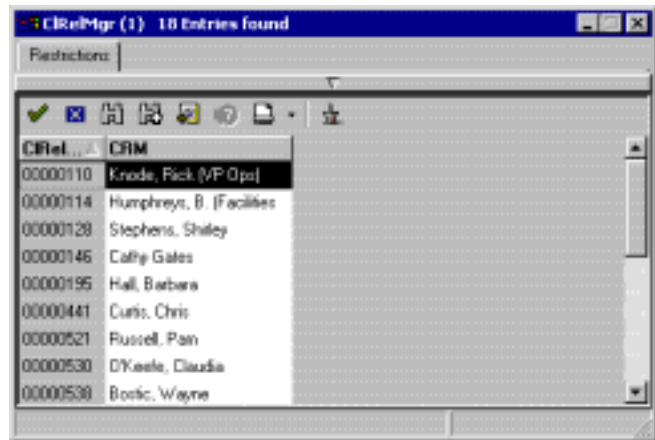 ClRelMgr (1) 18 Entries found
Restrictions
ClRel... CRM
00000110 Knode, Rick (VP Ops)
00000114 Humphreys, B. (Facilities
00000128 Stephens, Shirley
00000146 Cathy Gates
00000195 Hall, Barbara
00000441 Curtis, Chris
00000521 Russell, Pam
00000530 O'Keefe, Claudia
00000538 Bostic, Wayne